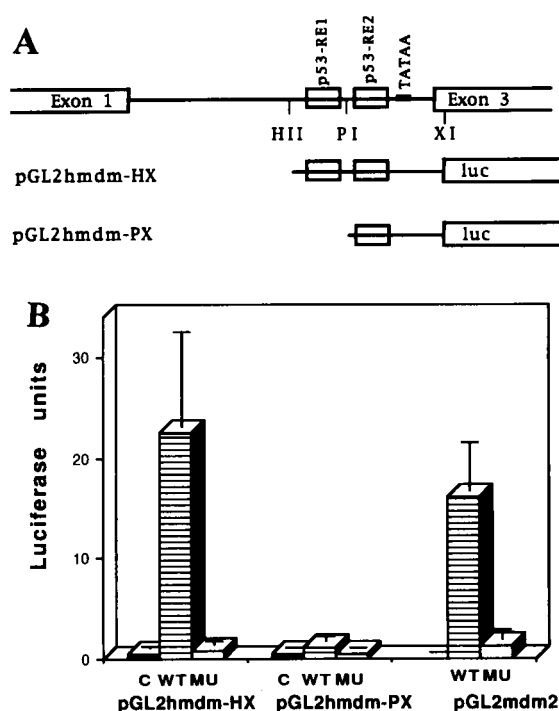 A
p53-RE1
p53-RE2
TATAA
Exon 1
Exon 3
HII
PI
XI
pGL2hmdm-HX
luc
pGL2hmdm-PX
luc
B
Luciferase units
30
20
10
0
C WT MU
C WT MU
WT MU
pGL2hmdm-HX
pGL2hmdm-PX
pGL2mdm2